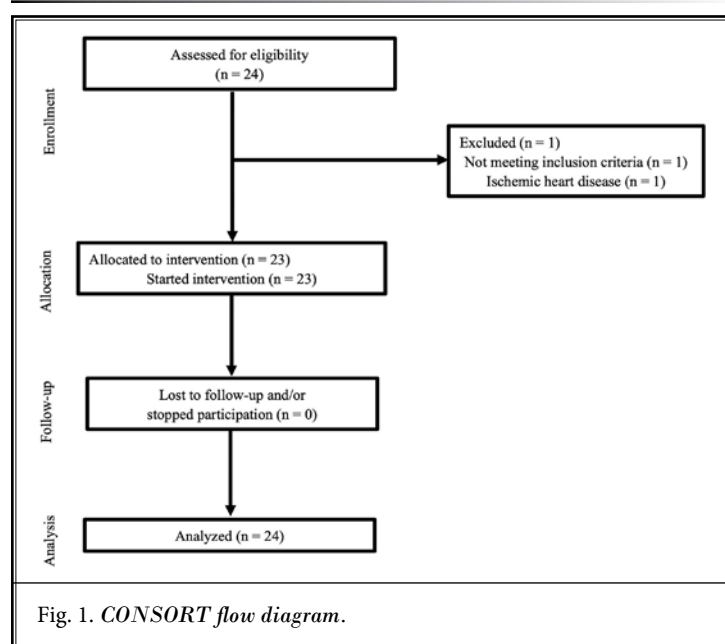 Enrollment
Assessed for eligibility
(n = 24)
Excluded (n = 1)
Not meeting inclusion criteria (n = 1)
Ischemic heart disease (n = 1)
Allocation
Allocated to intervention (n = 23)
Started intervention (n = 23)
Follow-up
Lost to follow-up and/or
stopped participation (n = 0)
Analysis
Analyzed (n = 24)
Fig. 1. CONSORT flow diagram.